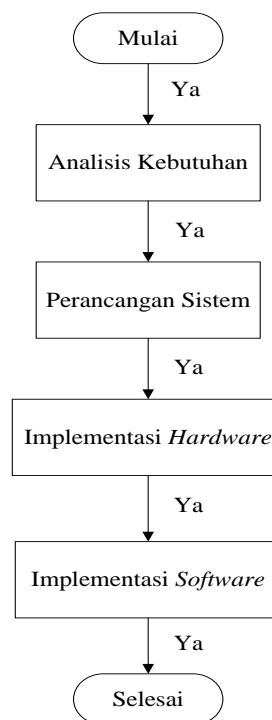 Mulai
Ya
Analisis Kebutuhan
Ya
Perancangan Sistem
Ya
Implementasi Hardware
Ya
Implementasi Software
Ya
Selesai